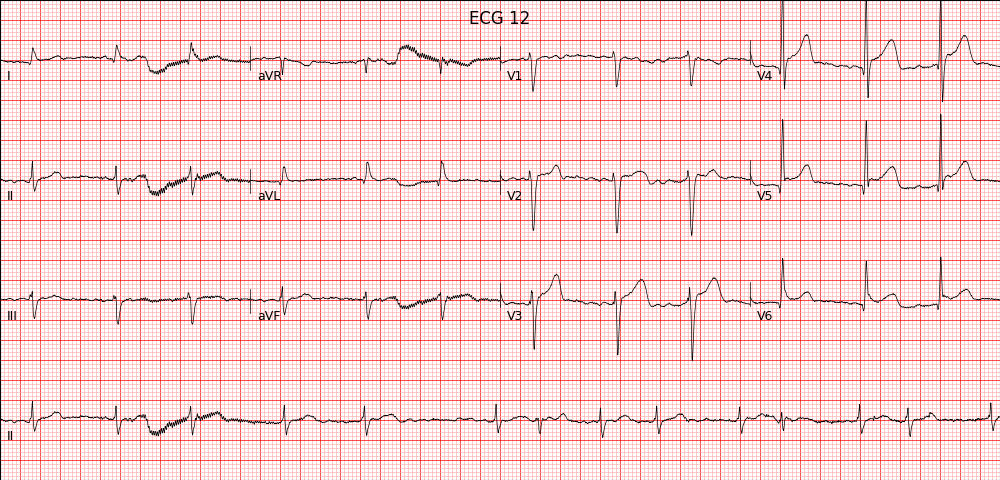 ECG 12
I aVR V1 V4
II aVL V2 V5
III aVF V3 V6
II